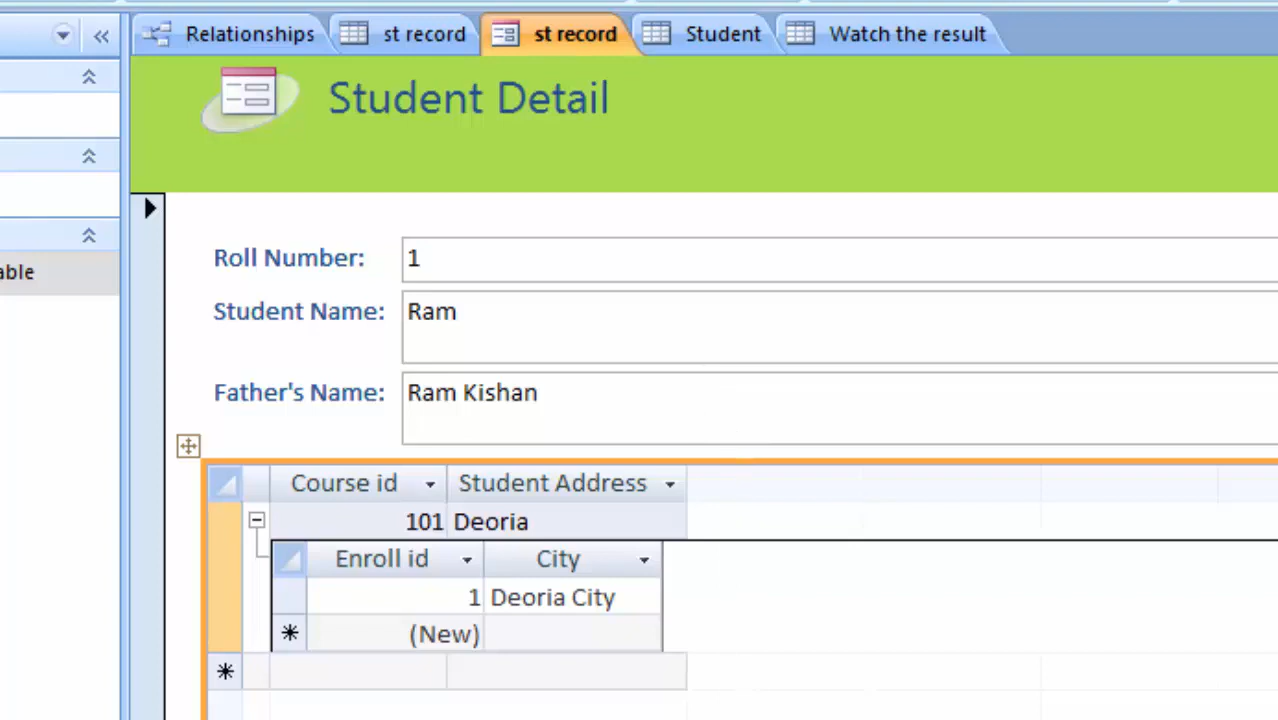 Relationships st record st record Student Watch the result
Student Detail
Roll Number: 1
able
Student Name: Ram
Father's Name: Ram Kishan
Course id Student Address
101 Deoria
Enroll id City
1 Deoria City
(New)